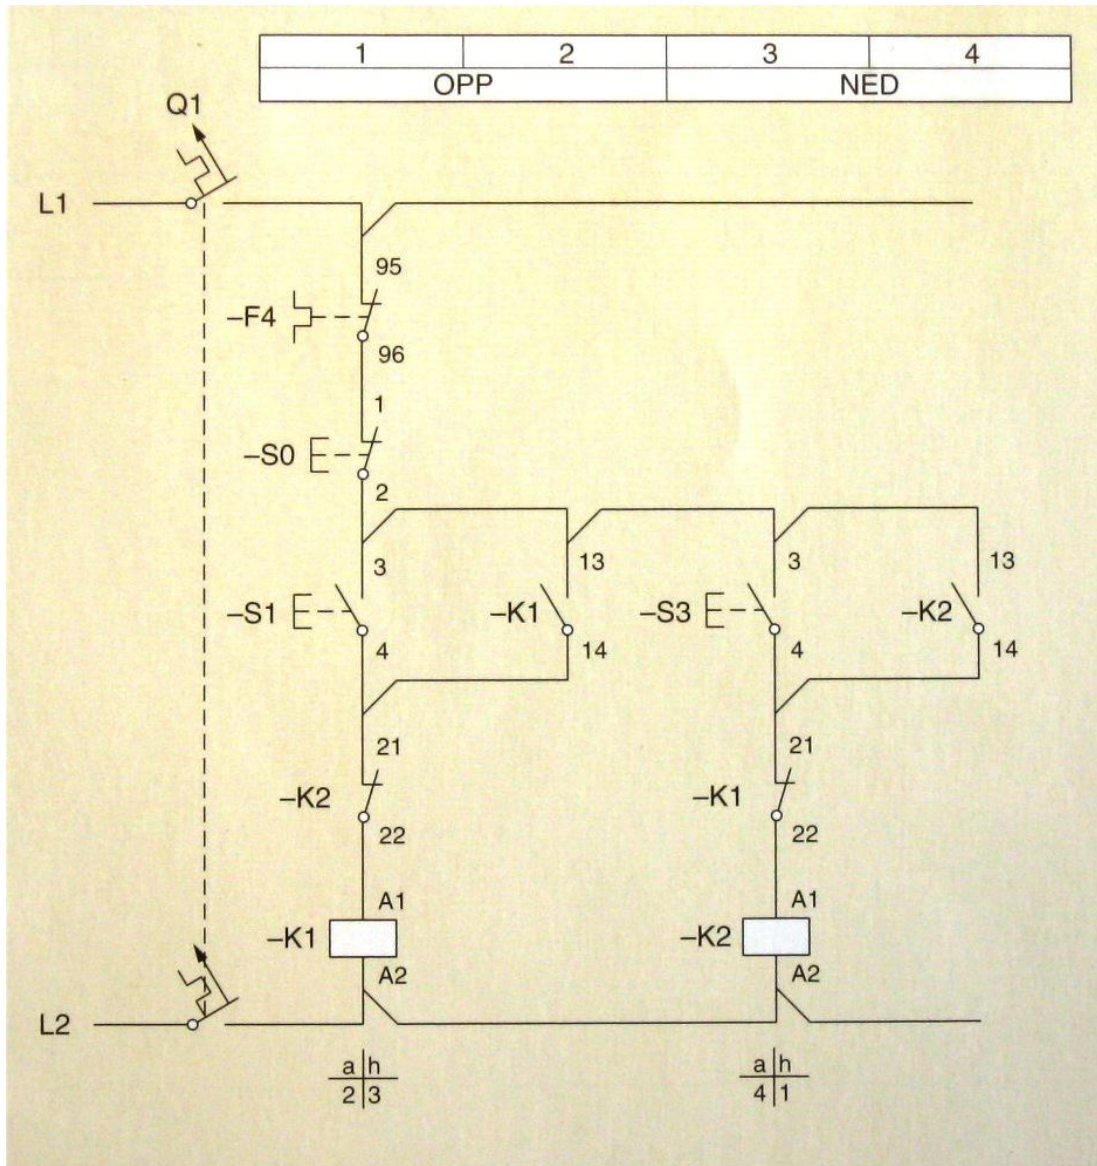 1 2 3 4
OPP NED
Q1
L1
95
–F4
96
1
–S0
2
3 13 3 13
–S1 –K1 –S3 –K2
4 14 4 14
21 21
–K2 –K1
22 22
A1 A1
–K1 –K2
A2 A2
L2
a h a h
2 3 4 1